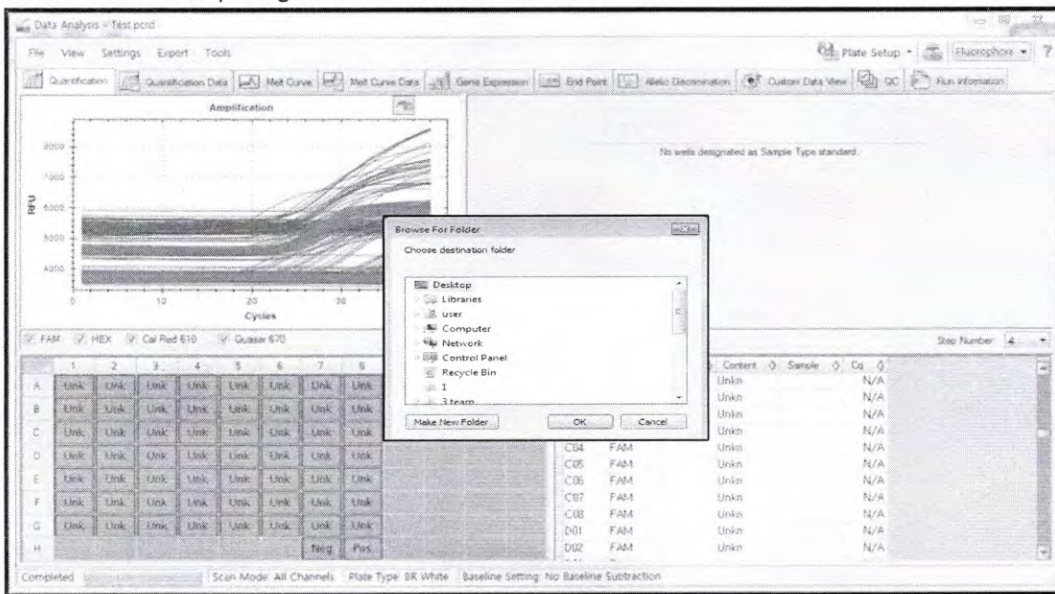 Data Analysis - Test.pcrd
File View Settings Export Tools
Plate Setup Fluorophore ?
Quantification Quantification Data Melt Curve Melt Curve Data Gene Expression End Point Allelic Discrimination Custom Data View QC Run Information
Amplification
No wells designated as Sample Type standard.
RFU
8000
7000
6000
5000
4000
0 10 20 30
Cycles
Browse For Folder
Choose destination folder
Desktop
Libraries
user
Computer
Network
Control Panel
Recycle Bin
1
3 team
Make New Folder OK Cancel
FAM HEX Cal Red 610 Quasar 670
Step Number: 4
1 2 3 4 5 6 7 8
A Unk Unk Unk Unk Unk Unk Unk Unk
B Unk Unk Unk Unk Unk Unk Unk Unk
C Unk Unk Unk Unk Unk Unk Unk Unk
D Unk Unk Unk Unk Unk Unk Unk Unk
E Unk Unk Unk Unk Unk Unk Unk Unk
F Unk Unk Unk Unk Unk Unk Unk Unk
G Unk Unk Unk Unk Unk Unk Unk Unk
H Neg Pos
Content Sample Cq
Unkn N/A
Unkn N/A
Unkn N/A
Unkn N/A
C04 FAM Unkn N/A
C05 FAM Unkn N/A
C06 FAM Unkn N/A
C07 FAM Unkn N/A
C08 FAM Unkn N/A
D01 FAM Unkn N/A
D02 FAM Unkn N/A
Completed Scan Mode: All Channels Plate Type: BR White Baseline Setting: No Baseline Subtraction